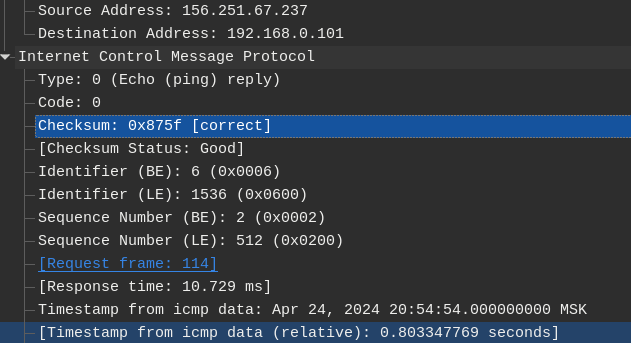 Source Address: 156.251.67.237
Destination Address: 192.168.0.101
Internet Control Message Protocol
Type: 0 (Echo (ping) reply)
Code: 0
Checksum: 0x875f [correct]
[Checksum Status: Good]
Identifier (BE): 6 (0x0006)
Identifier (LE): 1536 (0x0600)
Sequence Number (BE): 2 (0x0002)
Sequence Number (LE): 512 (0x0200)
[Request frame: 114]
[Response time: 10.729 ms]
Timestamp from icmp data: Apr 24, 2024 20:54:54.000000000 MSK
[Timestamp from icmp data (relative): 0.803347769 seconds]